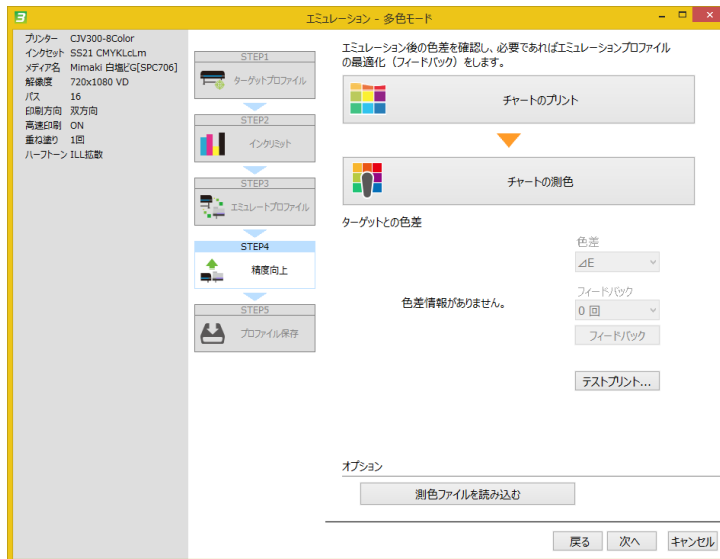 エミュレーション - 多色モード
プリンター CJV300-8Color
インクセット SS21 CMYKLcLm
メディア名 Mimaki 白塩ビG[SPC706]
解像度 720x1080 VD
パス 16
印刷方向 双方向
高速印刷 ON
重ね塗り 1回
ハーフトーン ILL拡散
STEP1
ターゲットプロファイル
STEP2
インクリミット
STEP3
エミュレートプロファイル
STEP4
精度向上
STEP5
プロファイル保存
エミュレーション後の色差を確認し、必要であればエミュレーションプロファイル
の最適化（フィードバック）をします。
チャートのプリント
チャートの測色
ターゲットとの色差
色差情報がありません。
色差
⊿E
フィードバック
0 回
フィードバック
テストプリント...
オプション
測色ファイルを読み込む
戻る 次へ キャンセル